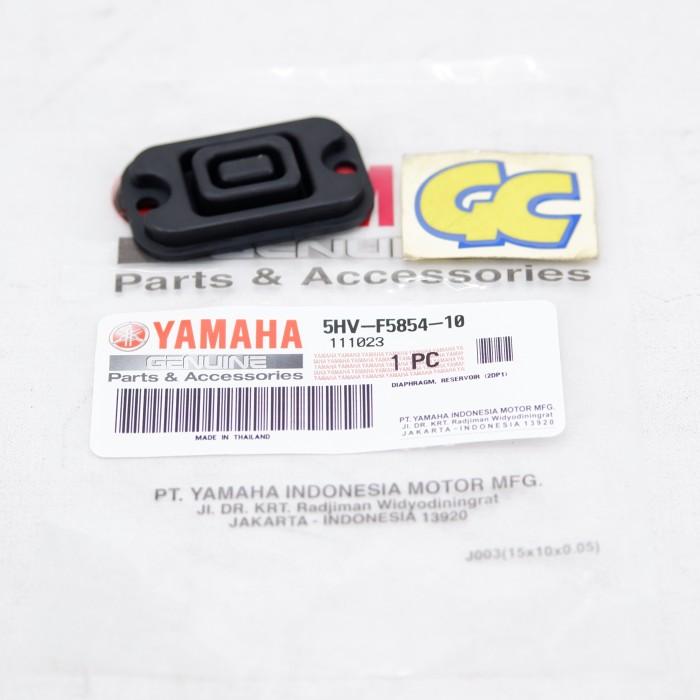 GC
GENUINE
Parts & Accessories
YAMAHA
GENUINE
Parts & Accessories
5HV-F5854-10
111023
1 PC
DIAPHRAGM, RESERVOIR (2DP1)
MADE IN THAILAND
PT. YAMAHA INDONESIA MOTOR MFG.
Jl. DR. KRT. Radjiman Widyodiningrat
JAKARTA - INDONESIA 13920
PT. YAMAHA INDONESIA MOTOR MFG.
Jl. DR. KRT. Radjiman Widyodiningrat
JAKARTA - INDONESIA 13920
J003(15x10x0.05)